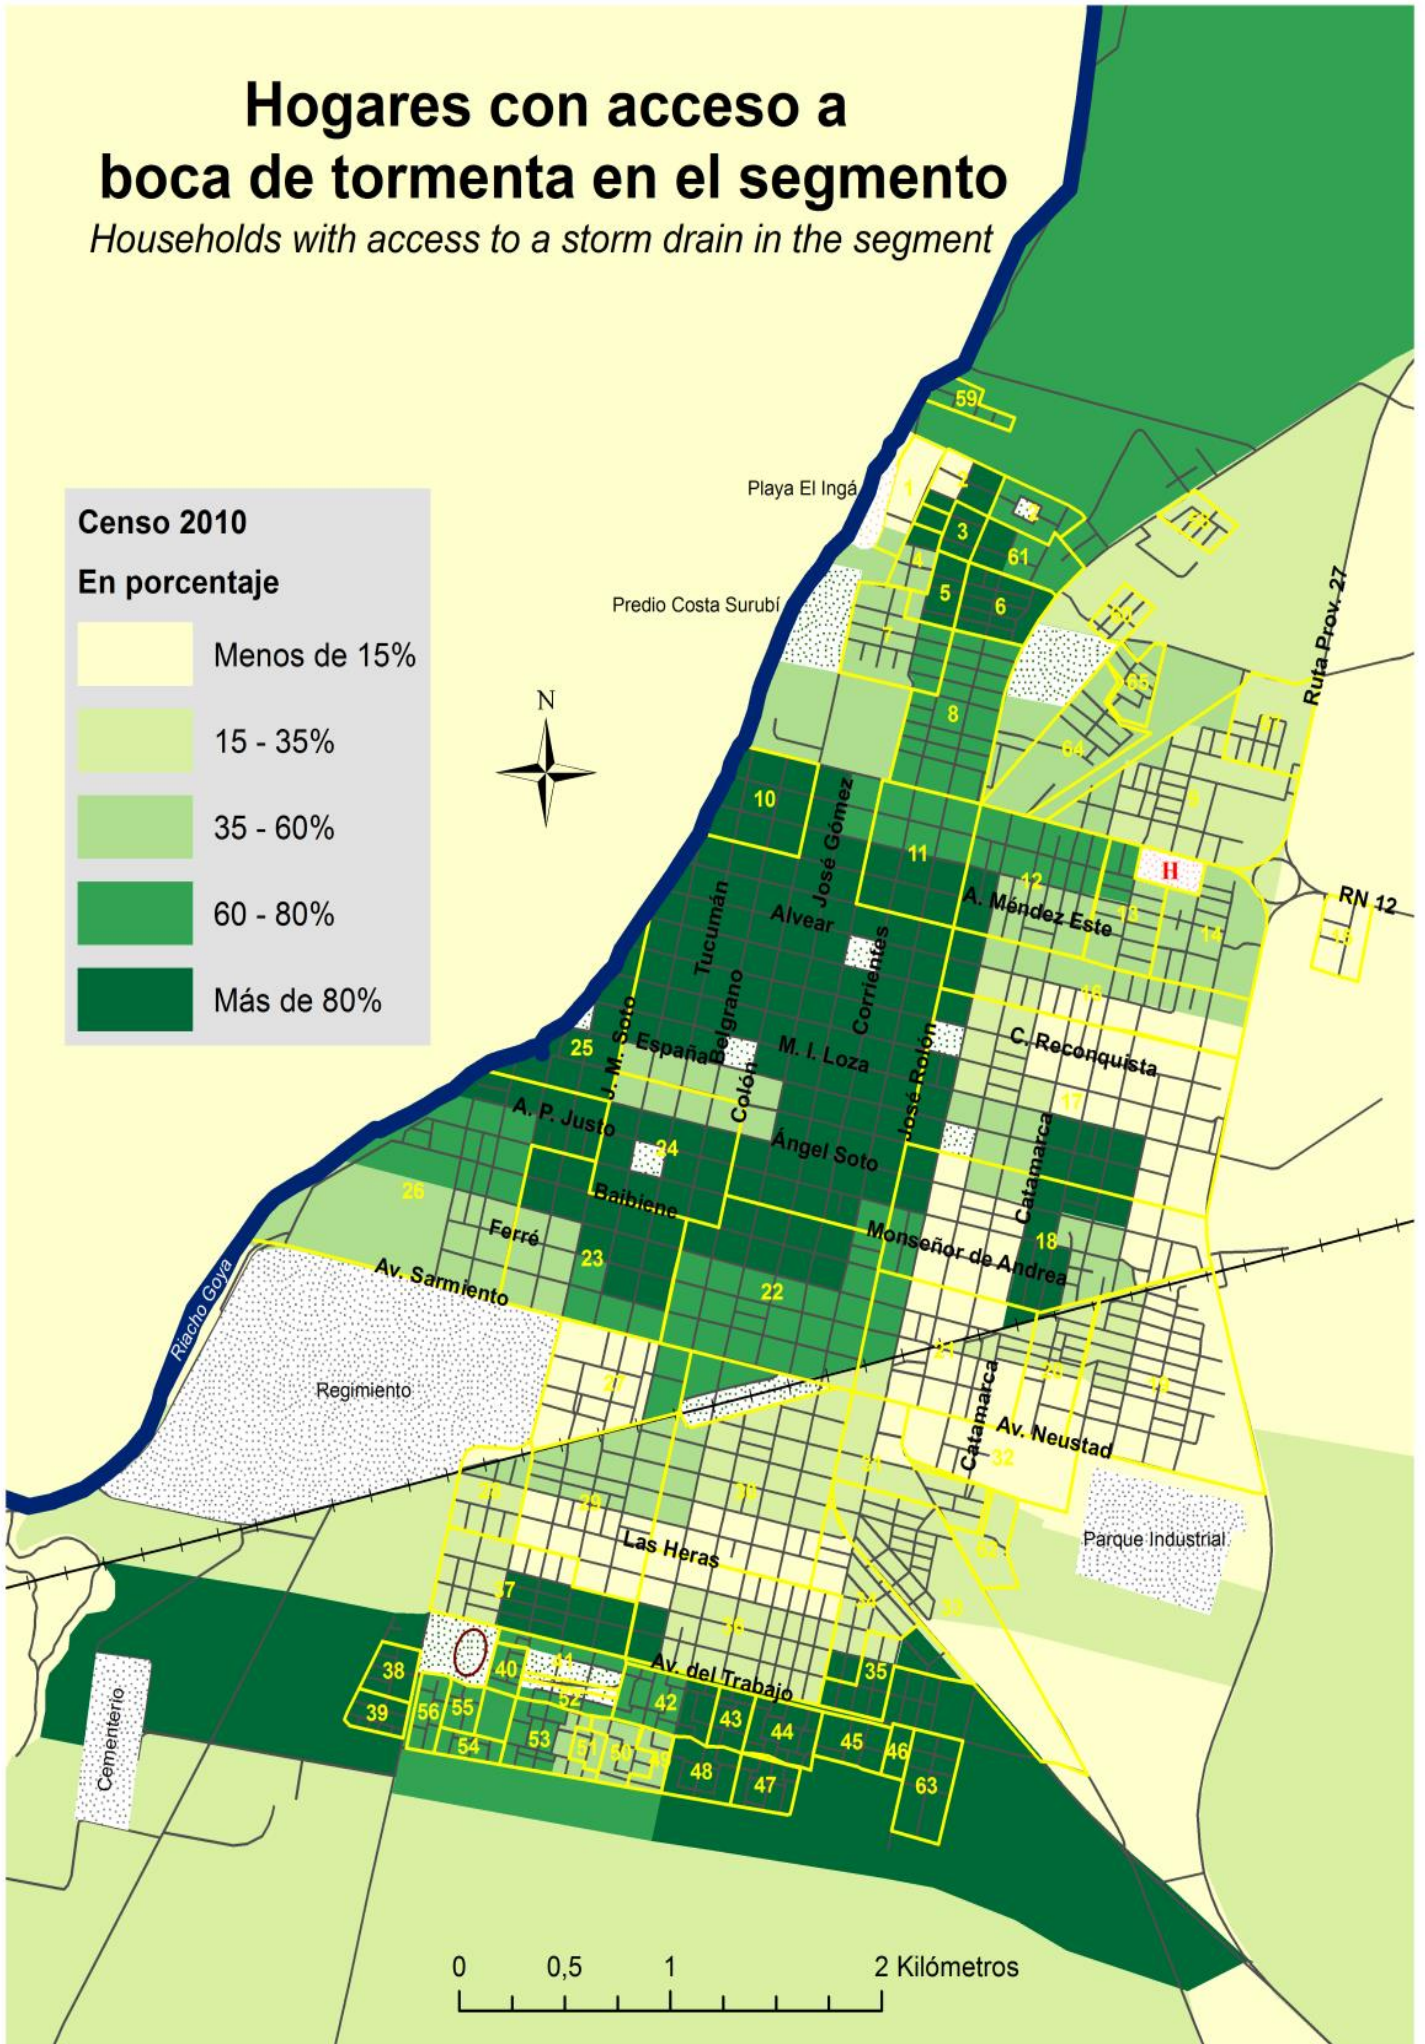 Hogares con acceso a
boca de tormenta en el segmento
Households with access to a storm drain in the segment
Censo 2010
En porcentaje
Menos de 15%
15 - 35%
35 - 60%
60 - 80%
Más de 80%
N
59
Playa El Ingá
1
2
3
61
4
Predio Costa Surubí
5
6
7
Ruta Prov. 27
65
8
64
10
José Gómez
11
12
H
A. Méndez Este
13
14
RN 12
15
Tucumán
Alvear
Corrientes
16
Belgrano
J. M. Soto
España
25
M. I. Loza
José Rolón
C. Reconquista
Colón
17
A. P. Justo
24
Ángel Soto
Catamarca
26
Baibiene
Ferré
23
Monseñor de Andrea
18
22
Av. Sarmiento
Riacho Goya
21
20
19
Regimiento
27
Catamarca
Av. Neustad
32
31
28
29
30
Las Heras
62
Parque Industrial
37
34
33
36
Av. del Trabajo
38
40
41
35
39
56
55
52
42
43
44
45
46
54
53
51
50
49
48
47
63
Cementerio
0 0,5 1 2 Kilómetros